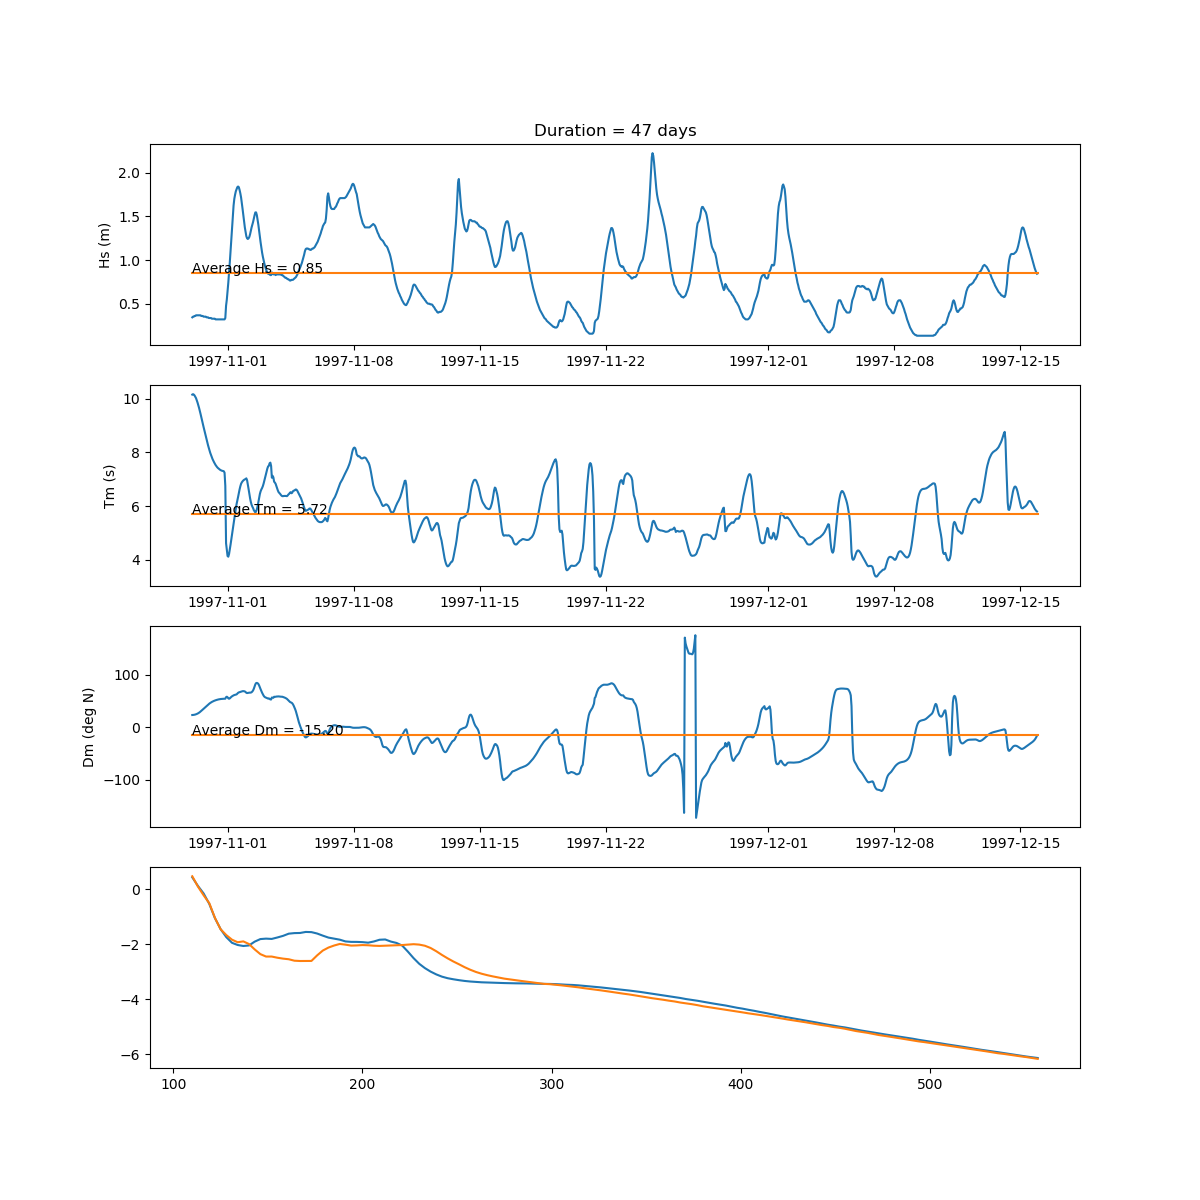 Duration = 47 days
Hs (m)
2.0
1.5
1.0
0.5
Average Hs = 0.85
1997-11-01 1997-11-08 1997-11-15 1997-11-22 1997-12-01 1997-12-08 1997-12-15
Tm (s)
10
8
6
4
Average Tm = 5.72
1997-11-01 1997-11-08 1997-11-15 1997-11-22 1997-12-01 1997-12-08 1997-12-15
Dm (deg N)
100
0
−100
Average Dm = -15.20
1997-11-01 1997-11-08 1997-11-15 1997-11-22 1997-12-01 1997-12-08 1997-12-15
0
−2
−4
−6
100 200 300 400 500